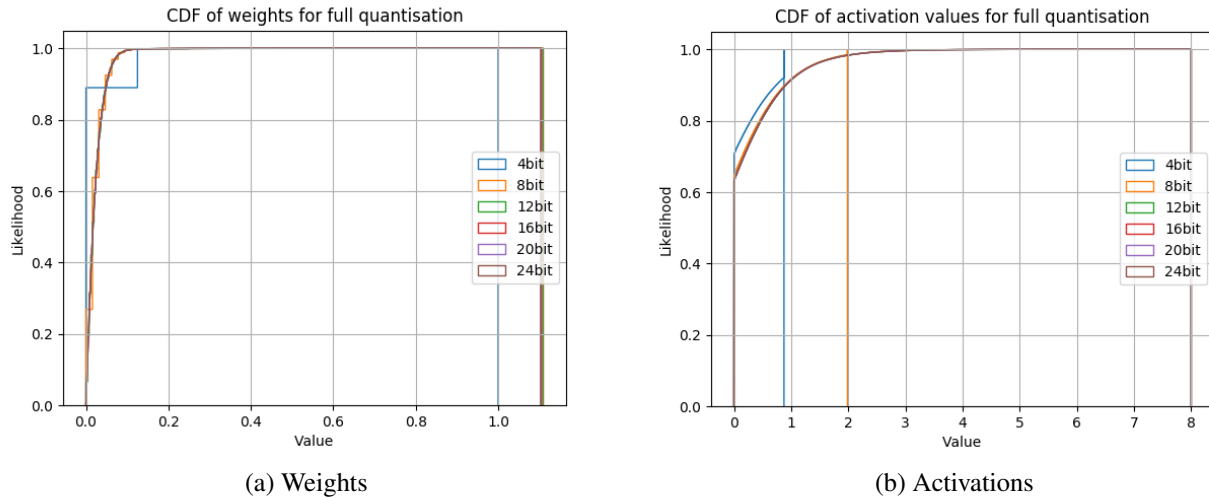 CDF of weights for full quantisation
1.0
0.8
0.6
0.4
0.2
0.0
Likelihood
4bit
8bit
12bit
16bit
20bit
24bit
0.0 0.2 0.4 0.6 0.8 1.0
Value
(a) Weights
CDF of activation values for full quantisation
1.0
0.8
0.6
0.4
0.2
0.0
Likelihood
4bit
8bit
12bit
16bit
20bit
24bit
0 1 2 3 4 5 6 7 8
Value
(b) Activations